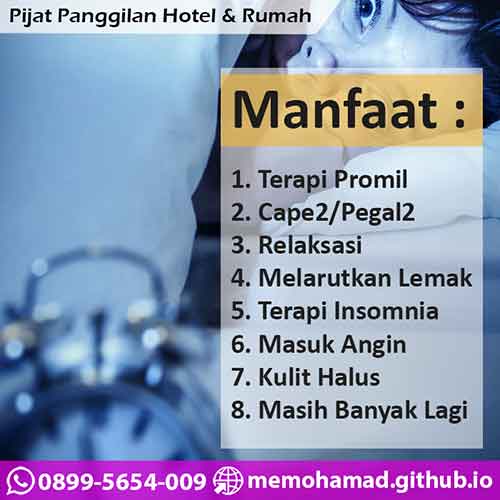 Pijat Panggilan Hotel & Rumah
Manfaat :
1. Terapi Promil
2. Cape2/Pegal2
3. Relaksasi
4. Melarutkan Lemak
5. Terapi Insomnia
6. Masuk Angin
7. Kulit Halus
8. Masih Banyak Lagi
0899-5654-009 memohamad.github.io